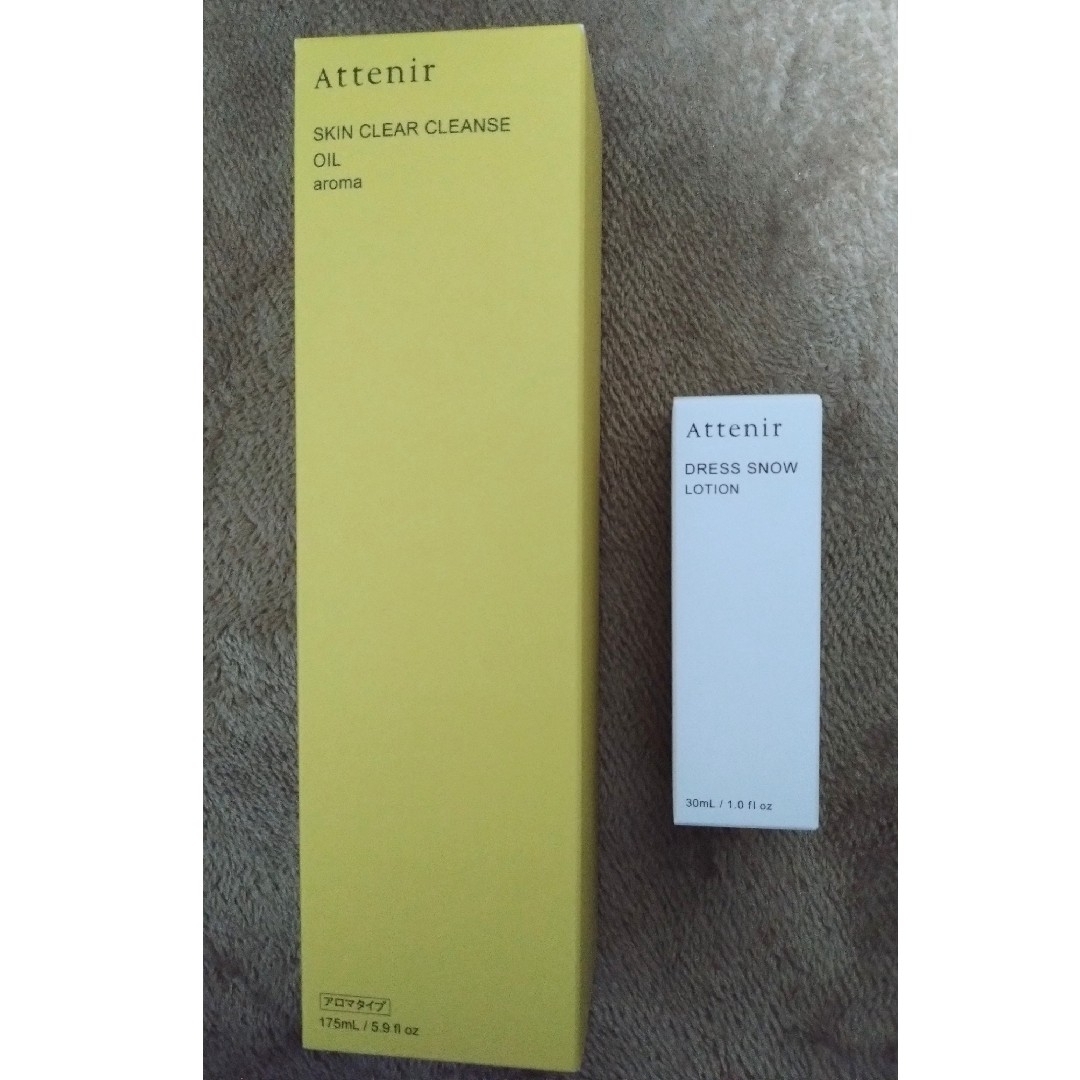 Attenir
SKIN CLEAR CLEANSE
OIL
aroma
アロマタイプ
175mL / 5.9 fl oz
Attenir
DRESS SNOW
LOTION
30mL / 1.0 fl oz